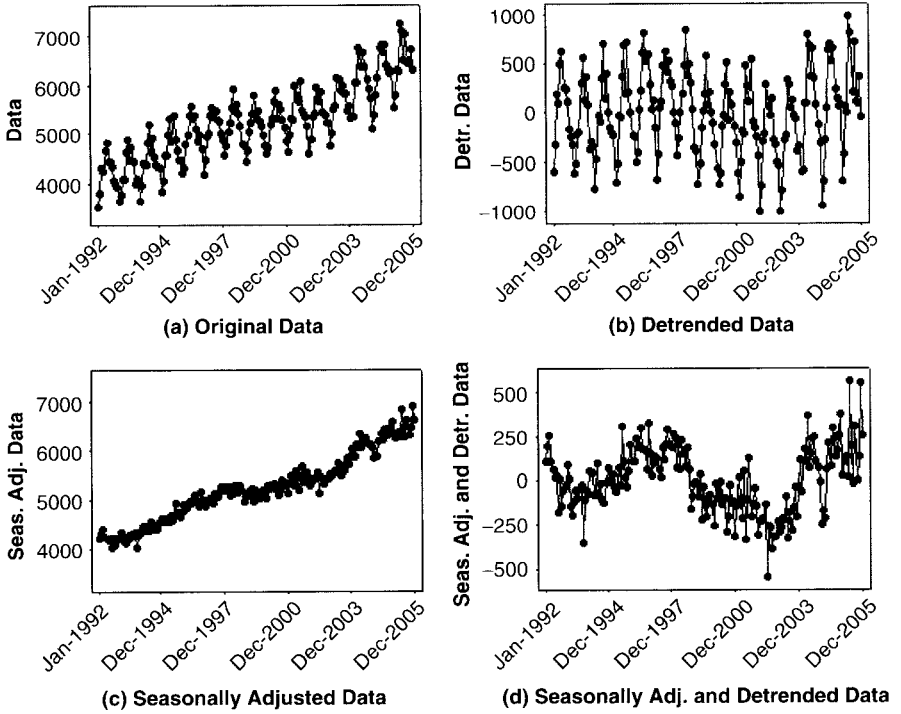 7000
6000
5000
4000
Data
Jan-1992
Dec-1994
Dec-1997
Dec-2000
Dec-2003
Dec-2005
(a) Original Data
1000
500
0
−500
−1000
Detr. Data
Jan-1992
Dec-1994
Dec-1997
Dec-2000
Dec-2003
Dec-2005
(b) Detrended Data
7000
6000
5000
4000
Seas. Adj. Data
Jan-1992
Dec-1994
Dec-1997
Dec-2000
Dec-2003
Dec-2005
(c) Seasonally Adjusted Data
500
250
0
−250
−500
Seas. Adj. and Detr. Data
Jan-1992
Dec-1994
Dec-1997
Dec-2000
Dec-2003
Dec-2005
(d) Seasonally Adj. and Detrended Data